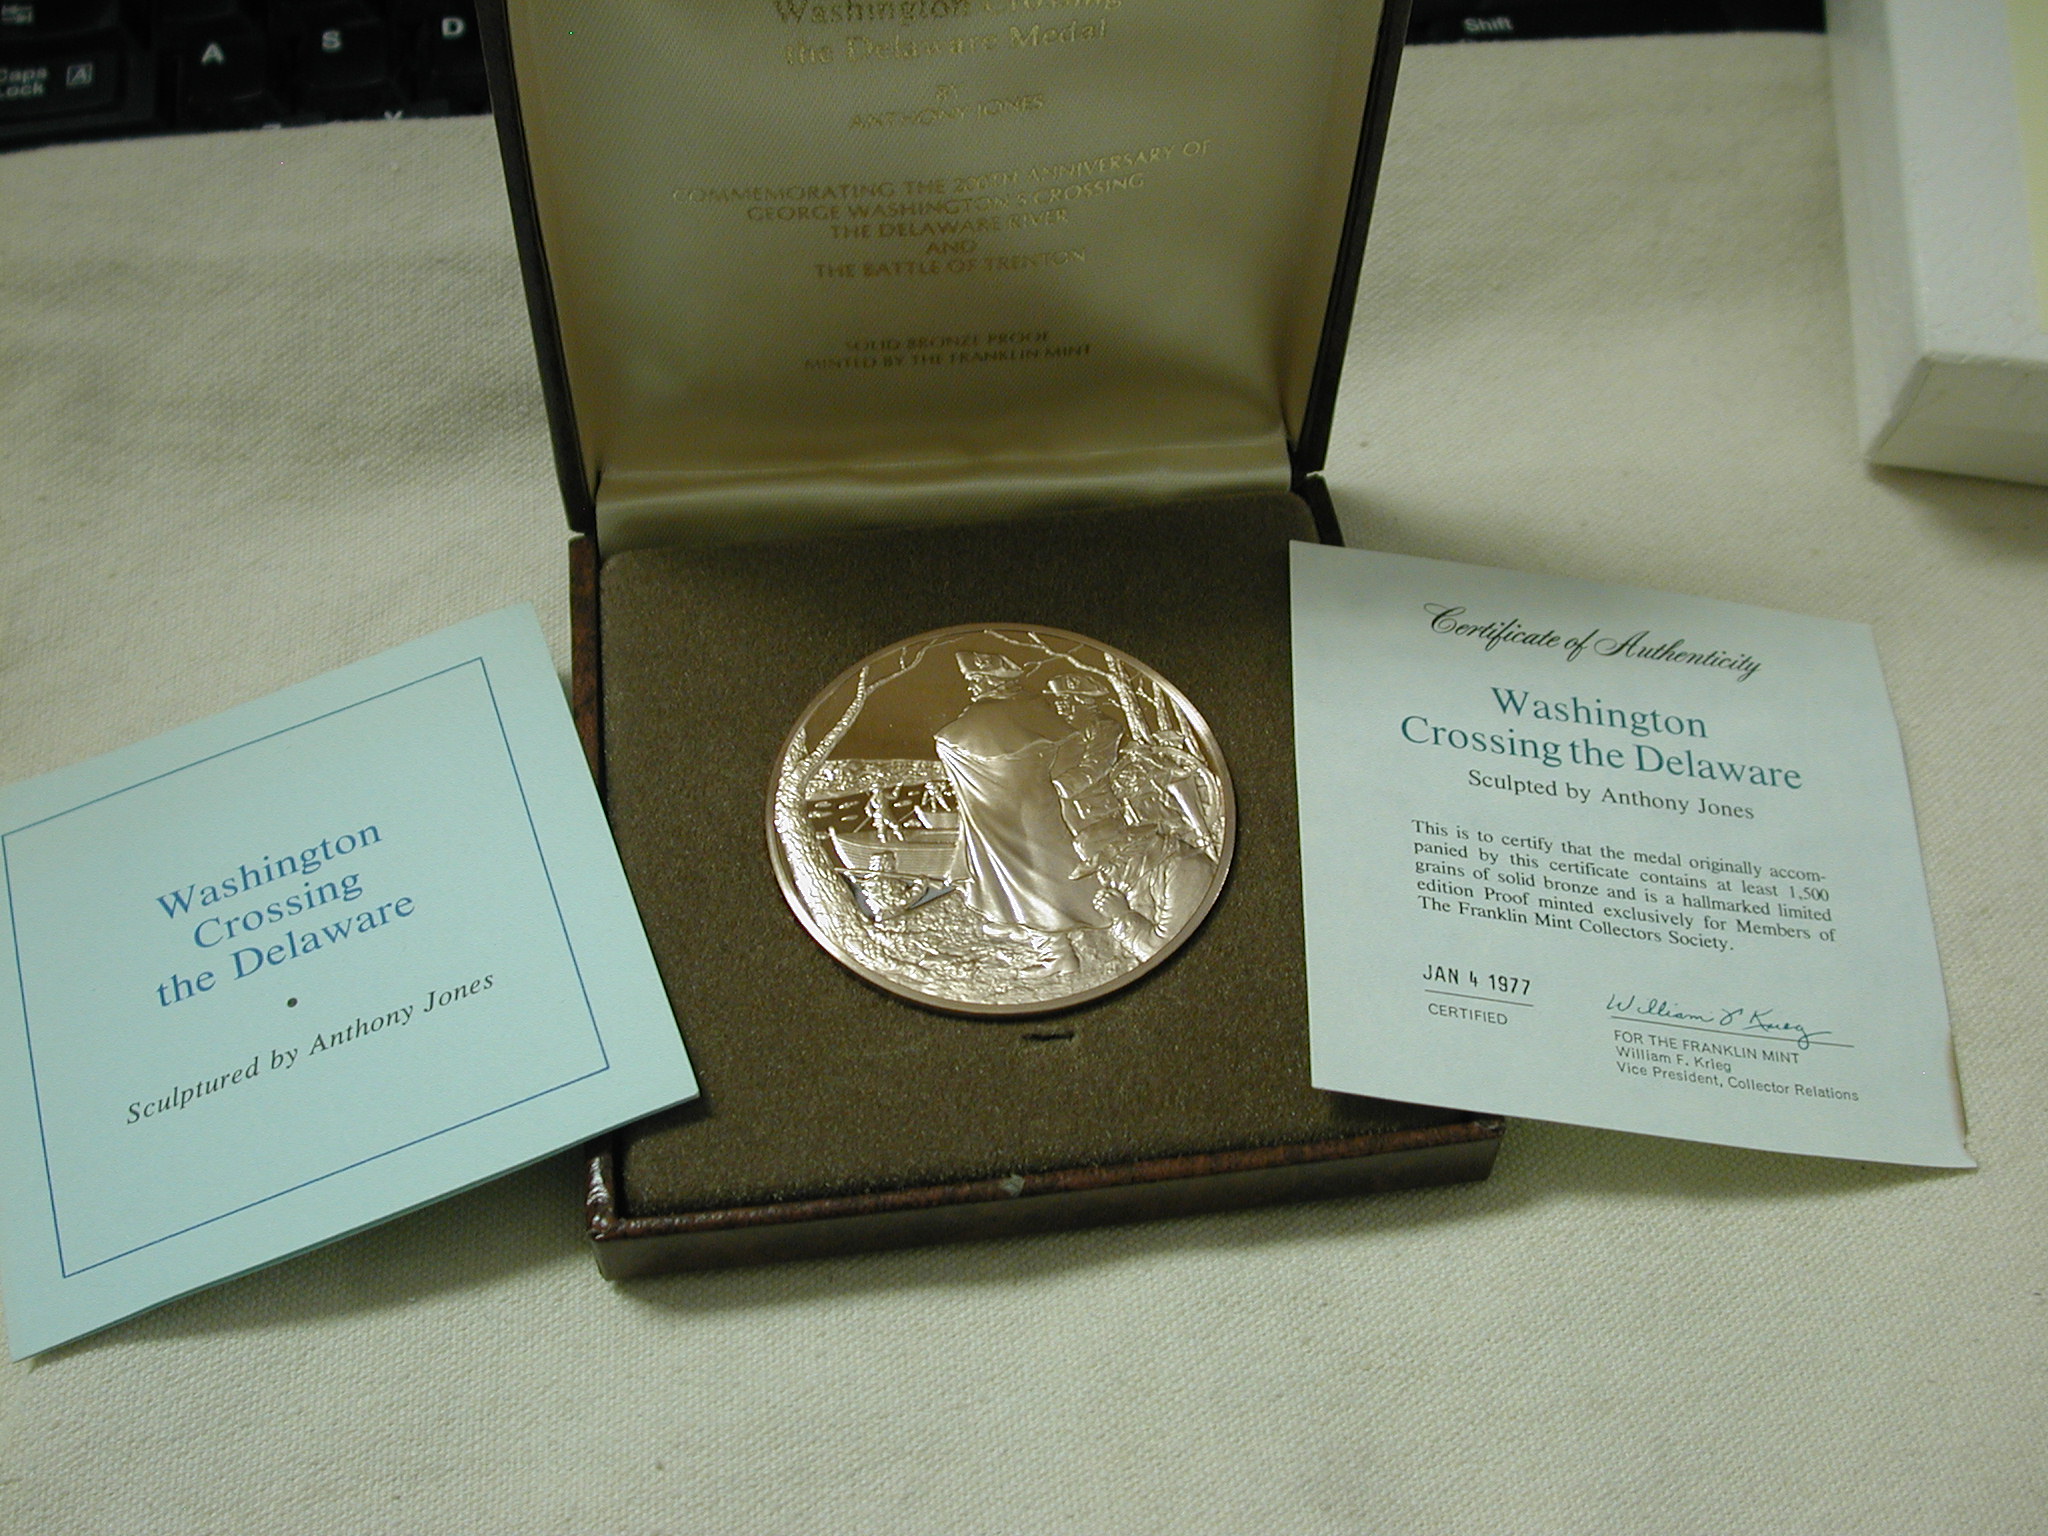 Caps
Lock
A
A
S
D
Shift
Washington Crossing
the Delaware Medal
BY
ANTHONY JONES
COMMEMORATING THE 200TH ANNIVERSARY OF
GEORGE WASHINGTON'S CROSSING
THE DELAWARE RIVER
AND
THE BATTLE OF TRENTON
SOLID BRONZE PROOF
MINTED BY THE FRANKLIN MINT
Washington
Crossing
the Delaware
•
Sculptured by Anthony Jones
Certificate of Authenticity
Washington
Crossing the Delaware
Sculpted by Anthony Jones
This is to certify that the medal originally accom-
panied by this certificate contains at least 1,500
grains of solid bronze and is a hallmarked limited
edition Proof minted exclusively for Members of
The Franklin Mint Collectors Society.
JAN 4 1977
CERTIFIED
William F. Krieg
FOR THE FRANKLIN MINT
William F. Krieg
Vice President, Collector Relations